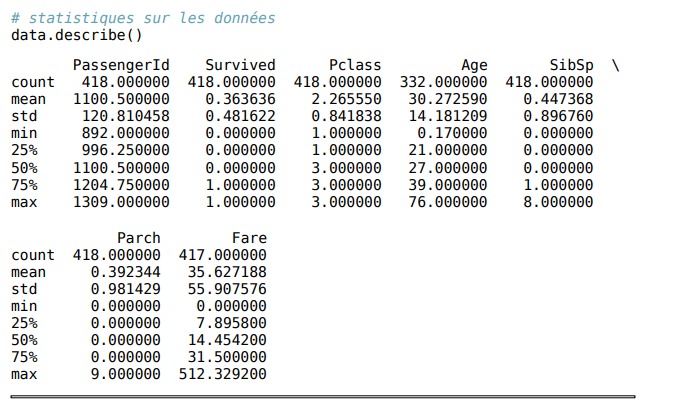 # statistiques sur les données
data.describe()
PassengerId Survived Pclass Age SibSp \
count 418.000000 418.000000 418.000000 332.000000 418.000000
mean 1100.500000 0.363636 2.265550 30.272590 0.447368
std 120.810458 0.481622 0.841838 14.181209 0.896760
min 892.000000 0.000000 1.000000 0.170000 0.000000
25% 996.250000 0.000000 1.000000 21.000000 0.000000
50% 1100.500000 0.000000 3.000000 27.000000 0.000000
75% 1204.750000 1.000000 3.000000 39.000000 1.000000
max 1309.000000 1.000000 3.000000 76.000000 8.000000
Parch Fare
count 418.000000 417.000000
mean 0.392344 35.627188
std 0.981429 55.907576
min 0.000000 0.000000
25% 0.000000 7.895800
50% 0.000000 14.454200
75% 0.000000 31.500000
max 9.000000 512.329200